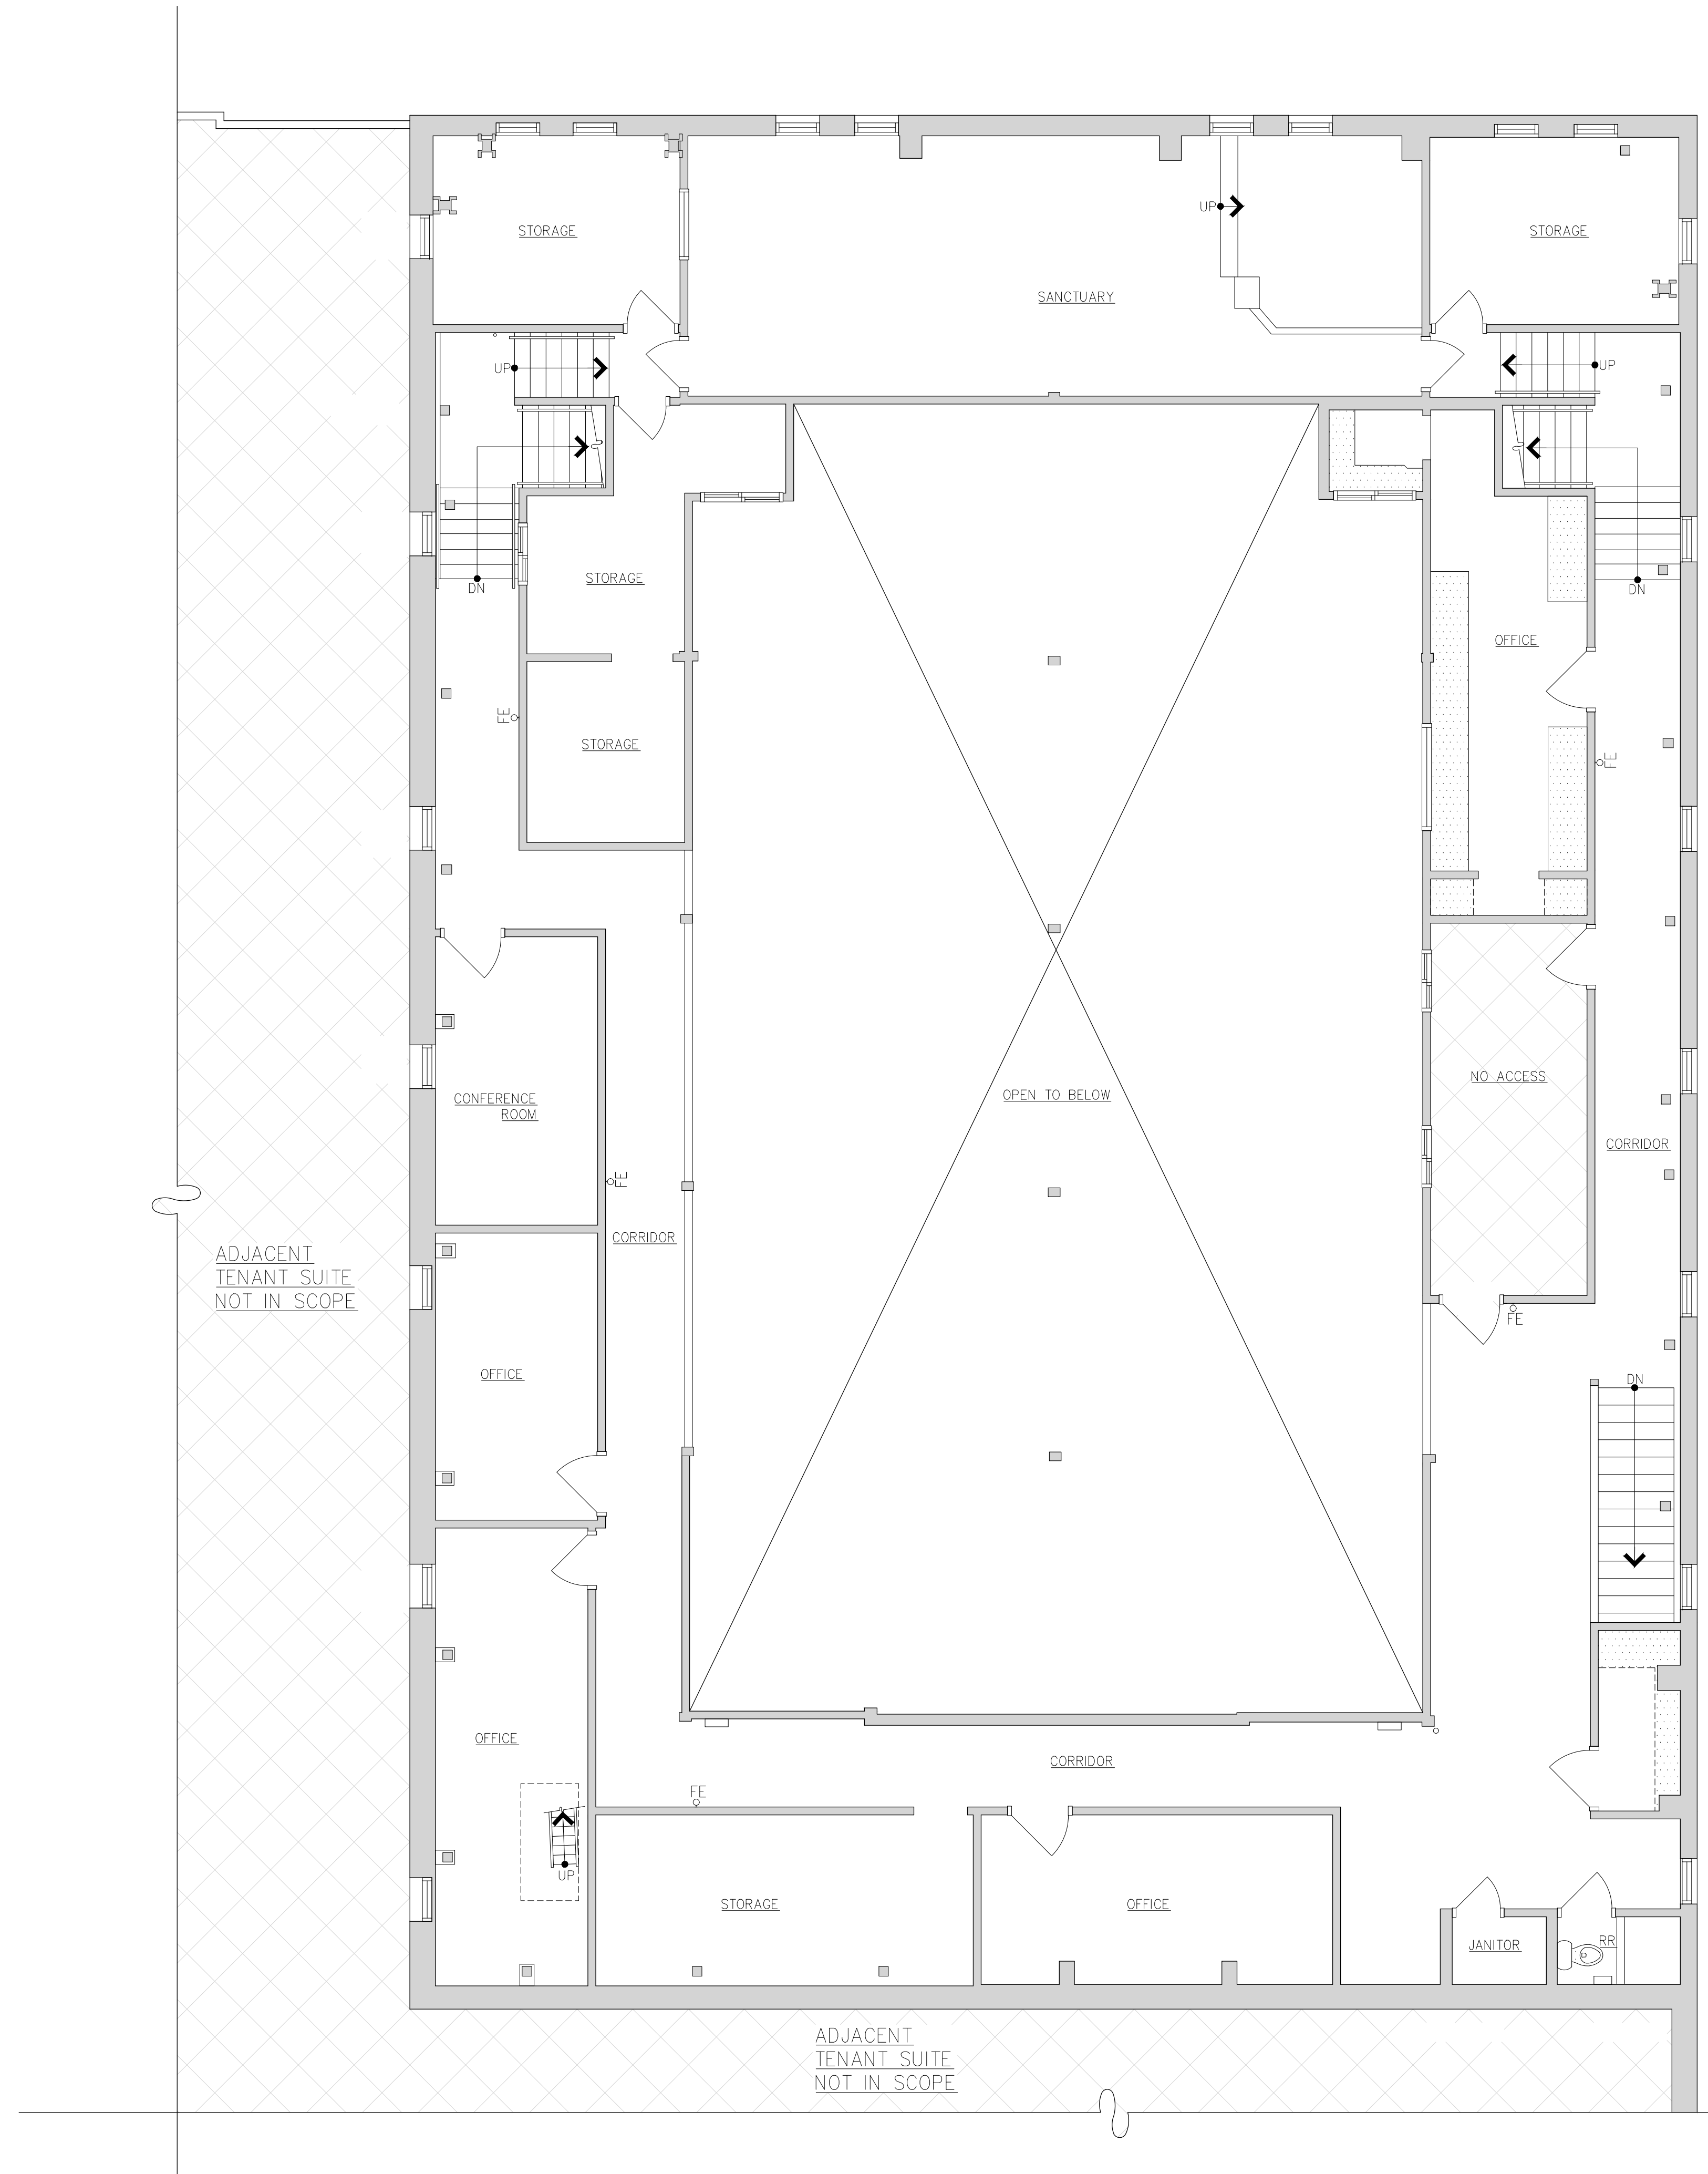 UP
STORAGE
STORAGE
SANCTUARY
UP
UP
DN
STORAGE
DN
OFFICE
FE
STORAGE
FE
NO ACCESS
OPEN TO BELOW
CONFERENCE
ROOM
CORRIDOR
FE
CORRIDOR
ADJACENT
TENANT SUITE
NOT IN SCOPE
FE
OFFICE
DN
OFFICE
CORRIDOR
FE
UP
STORAGE
OFFICE
JANITOR
RR
ADJACENT
TENANT SUITE
NOT IN SCOPE